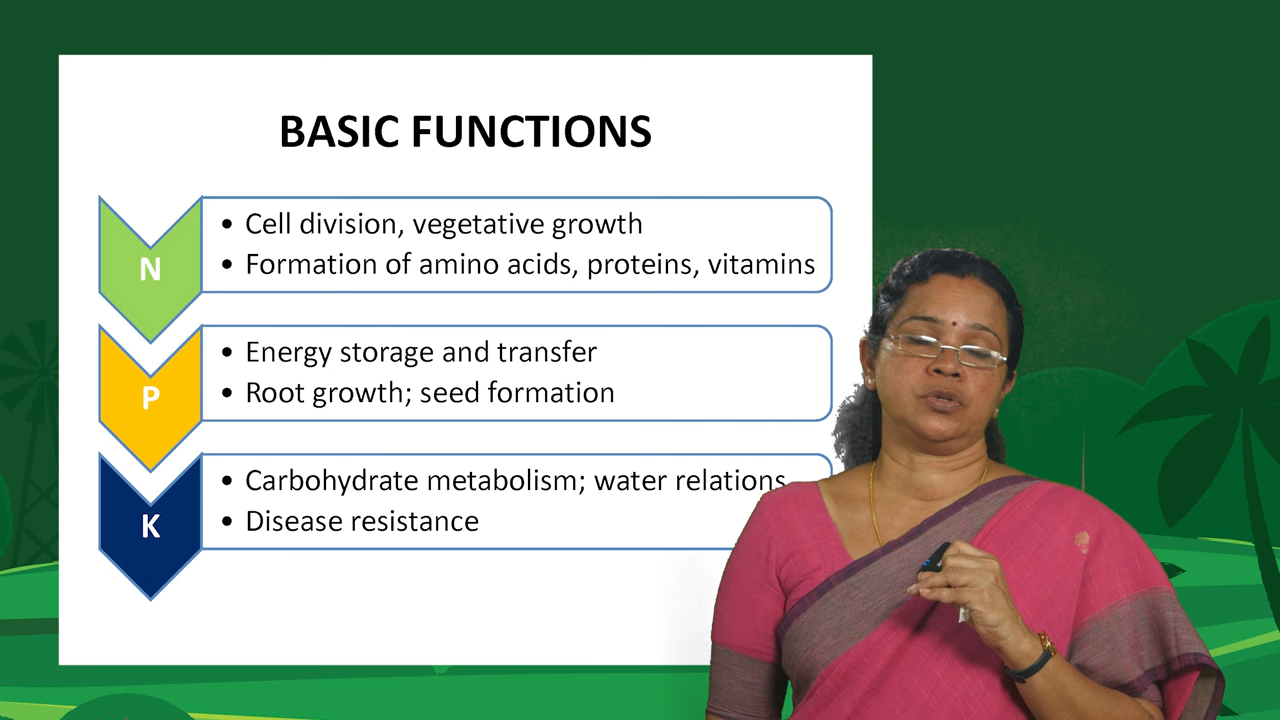 BASIC FUNCTIONS
N
• Cell division, vegetative growth
• Formation of amino acids, proteins, vitamins
P
• Energy storage and transfer
• Root growth; seed formation
K
• Carbohydrate metabolism; water relations
• Disease resistance